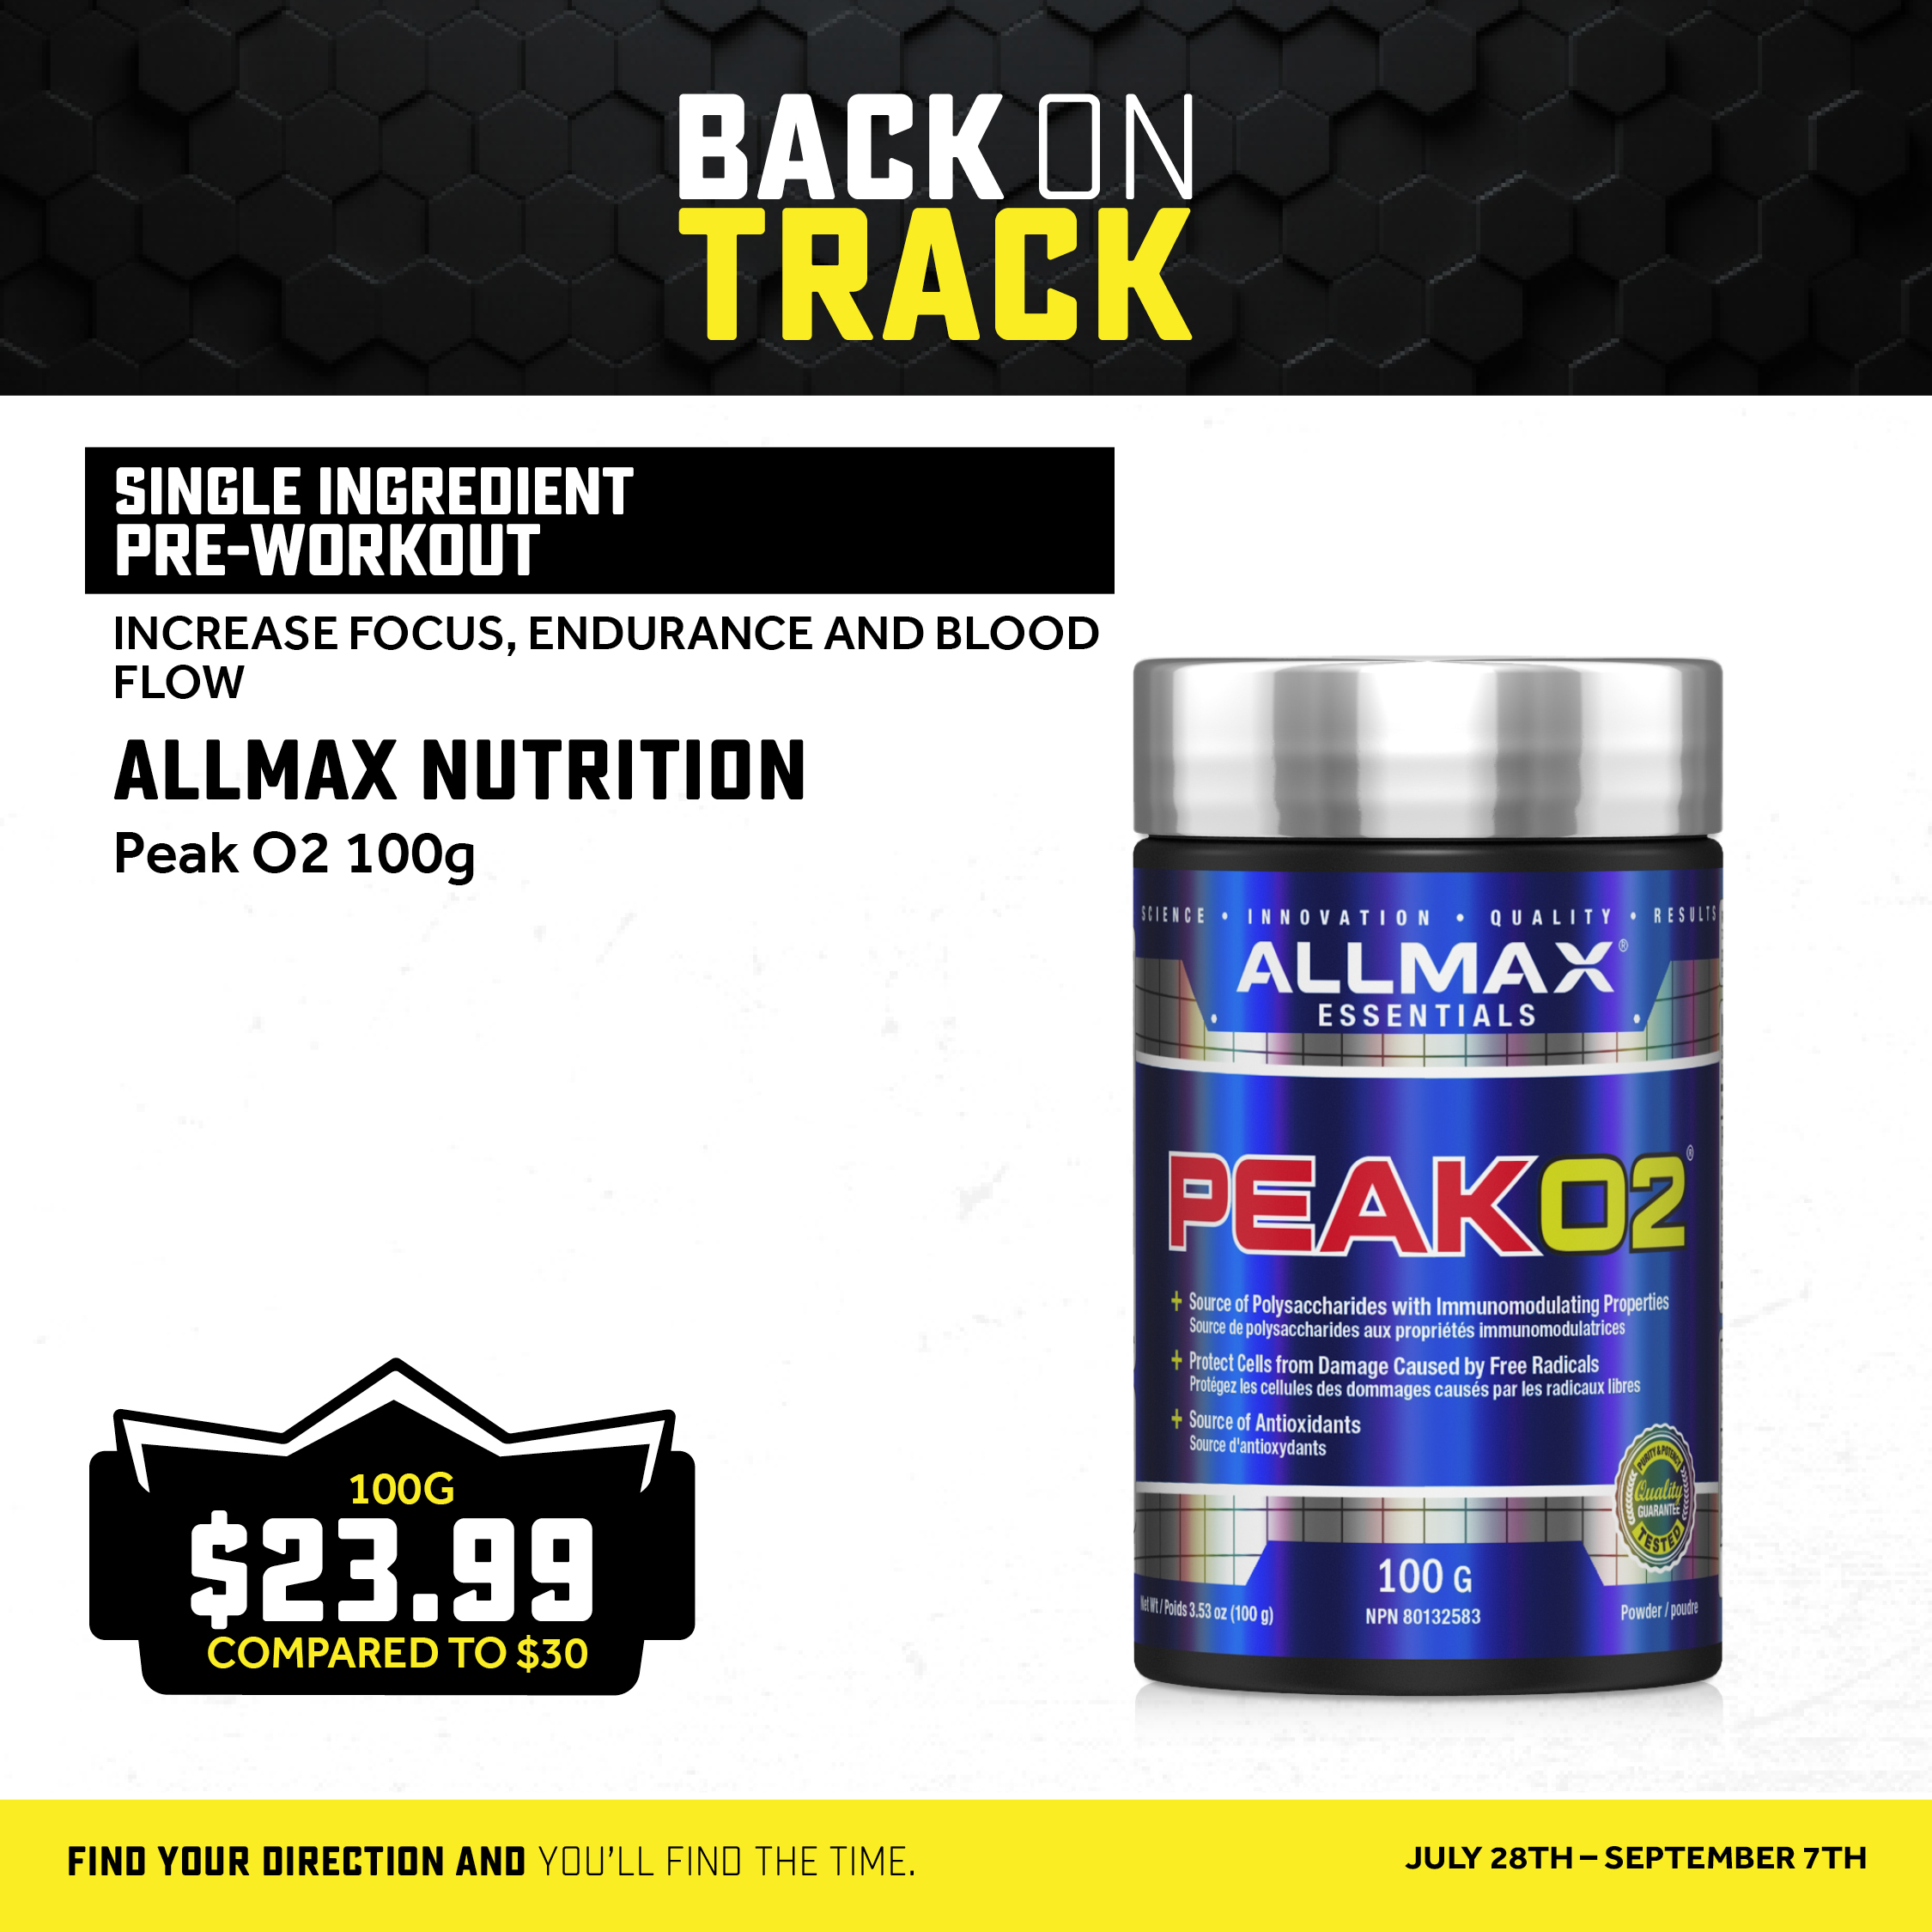 BACK ON
TRACK
SINGLE INGREDIENT
PRE-WORKOUT
INCREASE FOCUS, ENDURANCE AND BLOOD
FLOW
ALLMAX NUTRITION
Peak O2 100g
SCIENCE • INNOVATION • QUALITY • RESULTS
ALLMAX®
ESSENTIALS
PEAKO2®
+ Source of Polysaccharides with Immunomodulating Properties
Source de polysaccharides aux propriétés immunomodulatrices
+ Protect Cells from Damage Caused by Free Radicals
Protégez les cellules des dommages causés par les radicaux libres
+ Source of Antioxidants
Source d'antioxydants
PURITY & POTENCY
Quality
GUARANTEE
TESTED
100 G
Net Wt / Poids 3.53 oz (100 g)
NPN 80132583
Powder / poudre
100G
$23.99
COMPARED TO $30
FIND YOUR DIRECTION AND YOU'LL FIND THE TIME.
JULY 28TH – SEPTEMBER 7TH